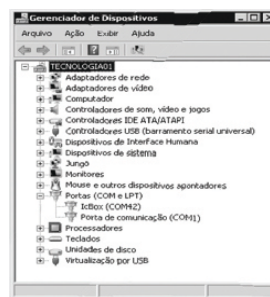 Gerenciador de Dispositivos
Arquivo Ação Exibir Ajuda
TECNOLOGIA01
Adaptadores de rede
Adaptadores de vídeo
Computador
Controladores de som, vídeo e jogos
Controladores IDE ATA/ATAPI
Controladores USB (barramento serial universal)
Dispositivos de Interface Humana
Dispositivos de sistema
Jungo
Monitores
Mouse e outros dispositivos apontadores
Portas (COM e LPT)
IcBox (COM42)
Porta de comunicação (COM1)
Processadores
Teclados
Unidades de disco
Virtualização por USB